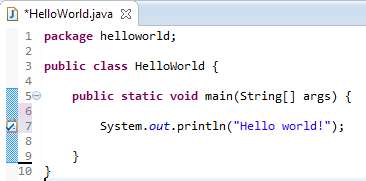 *HelloWorld.java
1 package helloworld;
2
3 public class HelloWorld {
4
5 public static void main(String[] args) {
6
7 System.out.println("Hello world!");
8
9 }
10 }